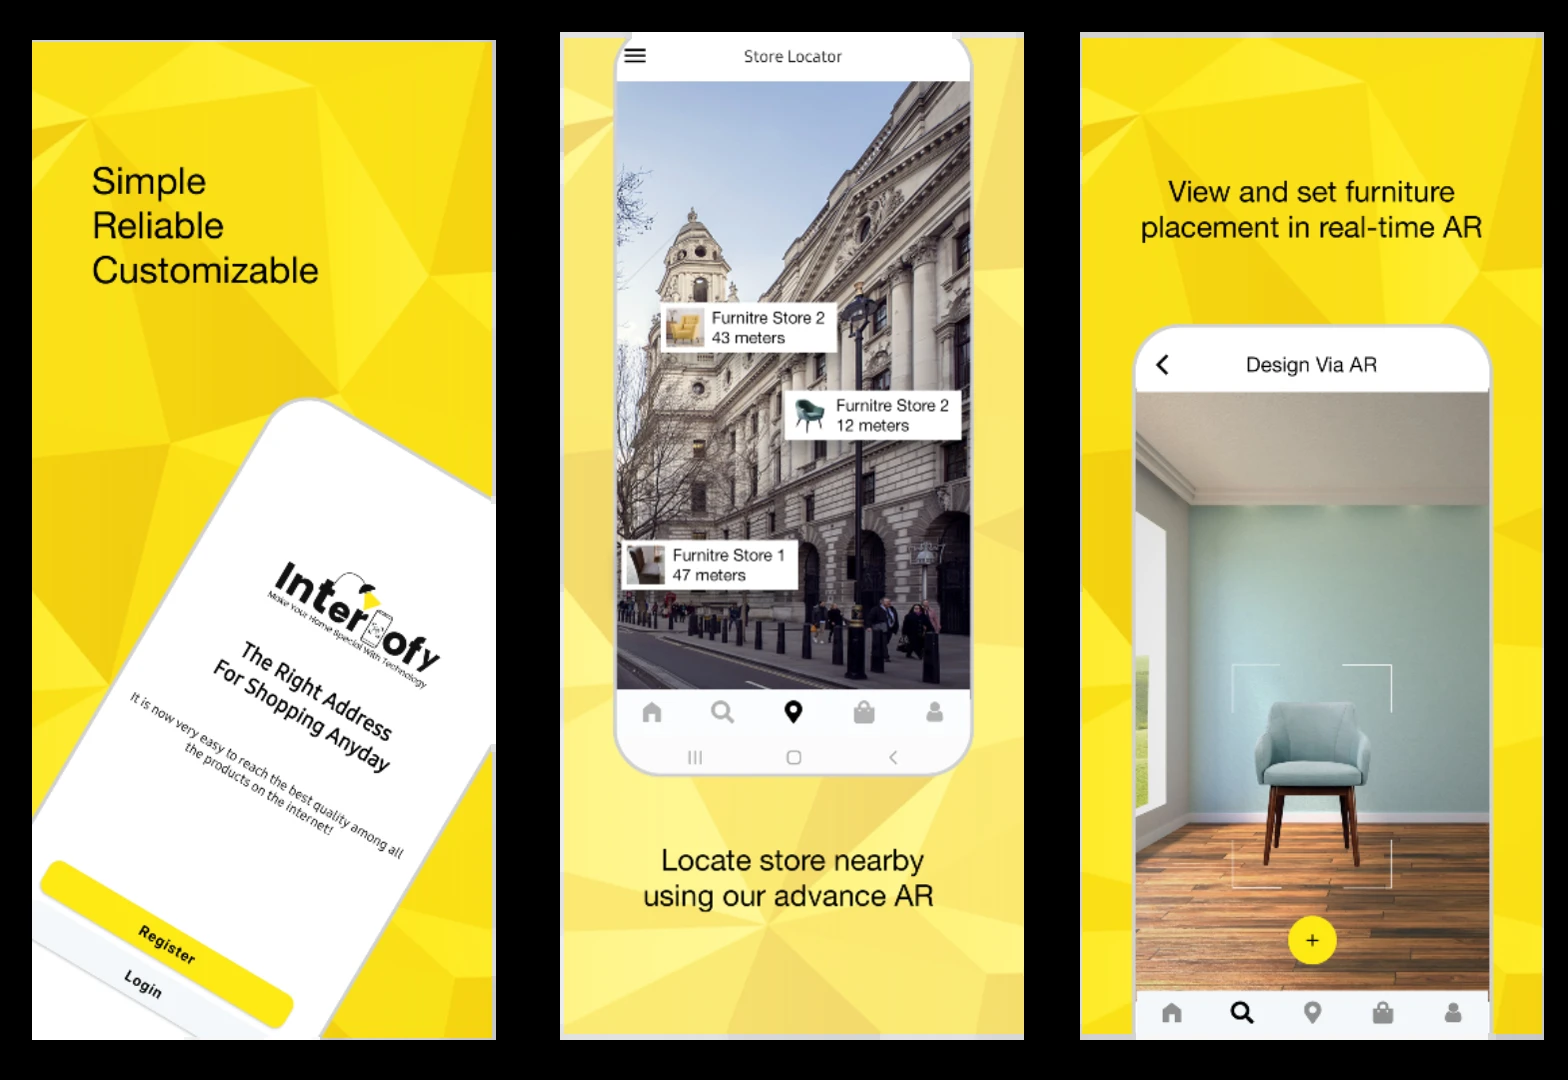 Simple
Reliable
Customizable
Inter ofy
Make Your Home Special With Technology
The Right Address
For Shopping Anyday
It is now very easy to reach the best quality among all
the products on the internet!
Register
Login
Store Locator
Furnitre Store 2
43 meters
Furnitre Store 2
12 meters
Furnitre Store 1
47 meters
Locate store nearby
using our advance AR
View and set furniture
placement in real-time AR
Design Via AR